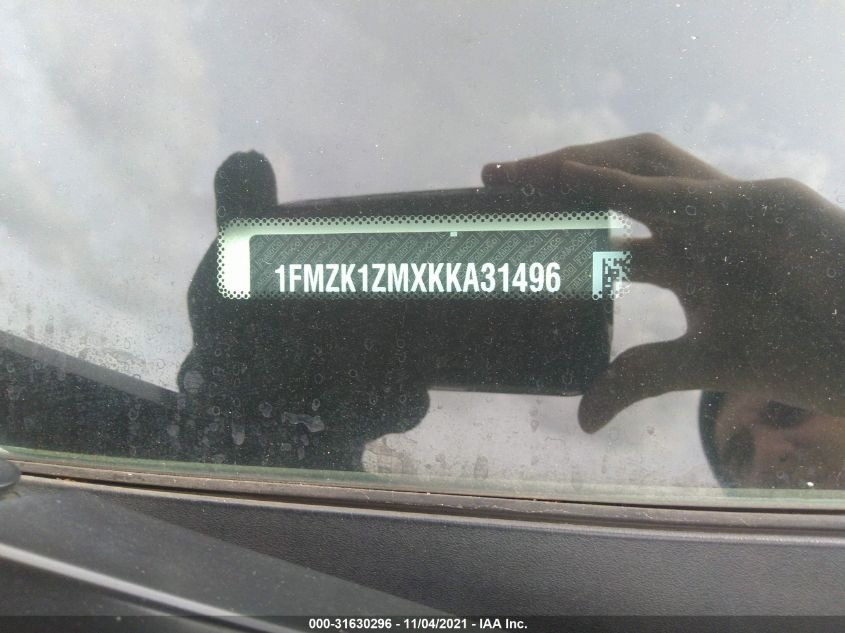 1FMZK1ZMXKKA31496
000-31630296 - 11/04/2021 - IAA Inc.